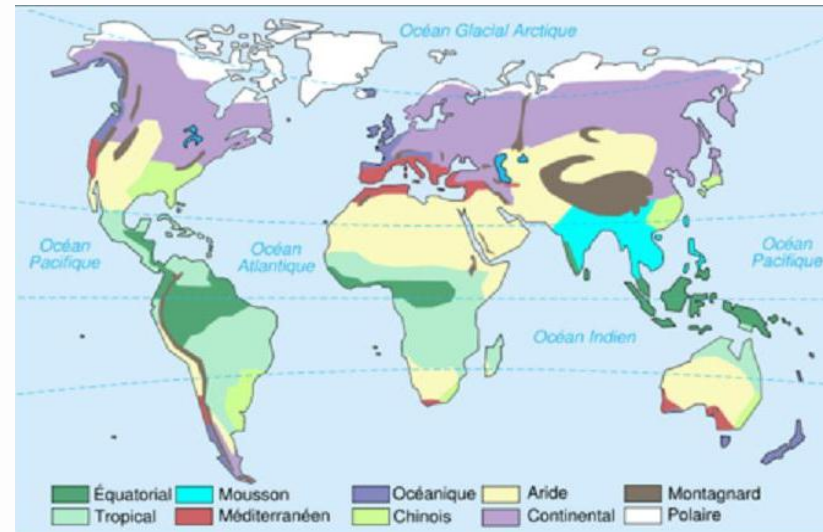 Océan Glacial Arctique
Océan
Pacifique
Océan
Atlantique
Océan
Pacifique
Océan Indien
Équatorial
Mousson
Océanique
Aride
Montagnard
Tropical
Méditerranéen
Chinois
Continental
Polaire